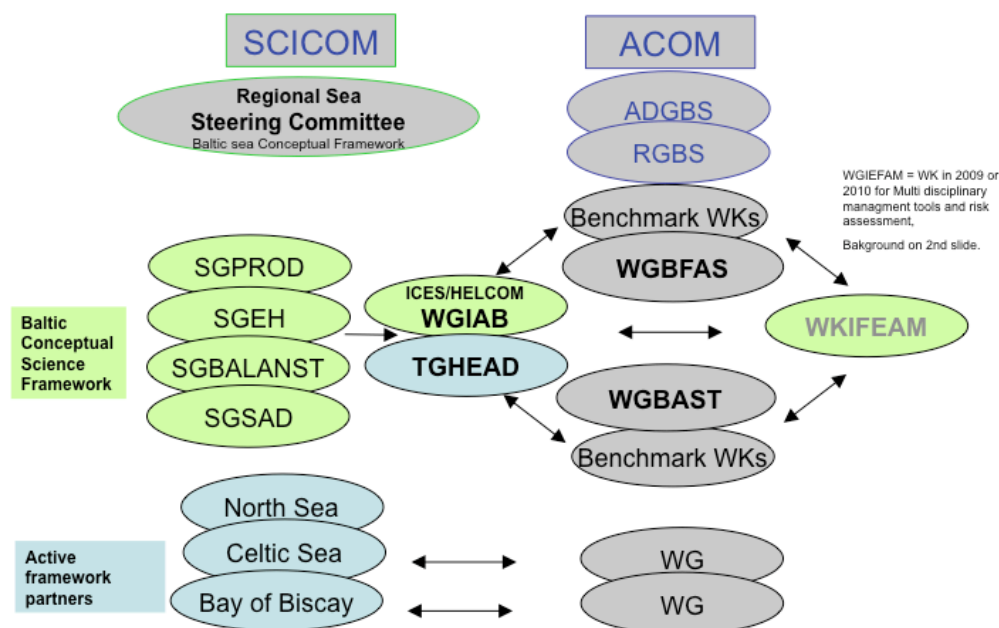 SCICOM
ACOM
Regional Sea
Steering Committee
Baltic sea Conceptual Framework
ADGBS
RGBS
WGIEFAM = WK in 2009 or
2010 for Multi disciplinary
managment tools and risk
assessment,
Bakground on 2nd slide.
Benchmark WKs
WGBFAS
SGPROD
SGEH
SGBALANST
SGSAD
ICES/HELCOM
WGIAB
TGHEAD
WKIFEAM
Baltic
Conceptual
Science
Framework
WGBAST
Benchmark WKs
North Sea
Celtic Sea
Bay of Biscay
Active
framework
partners
WG
WG